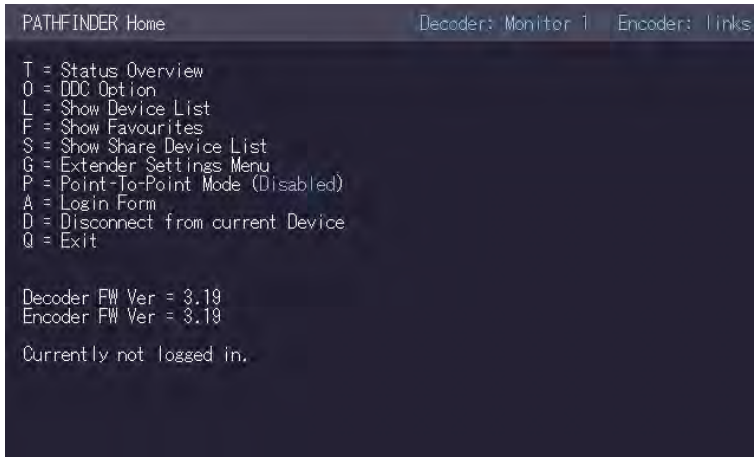 PATHFINDER Home Decoder: Monitor 1 Encoder: links
T = Status Overview
O = DDC Option
L = Show Device List
F = Show Favourites
S = Show Share Device List
G = Extender Settings Menu
P = Point-To-Point Mode (Disabled)
A = Login Form
D = Disconnect from current Device
Q = Exit
Decoder FW Ver = 3.19
Encoder FW Ver = 3.19
Currently not logged in.